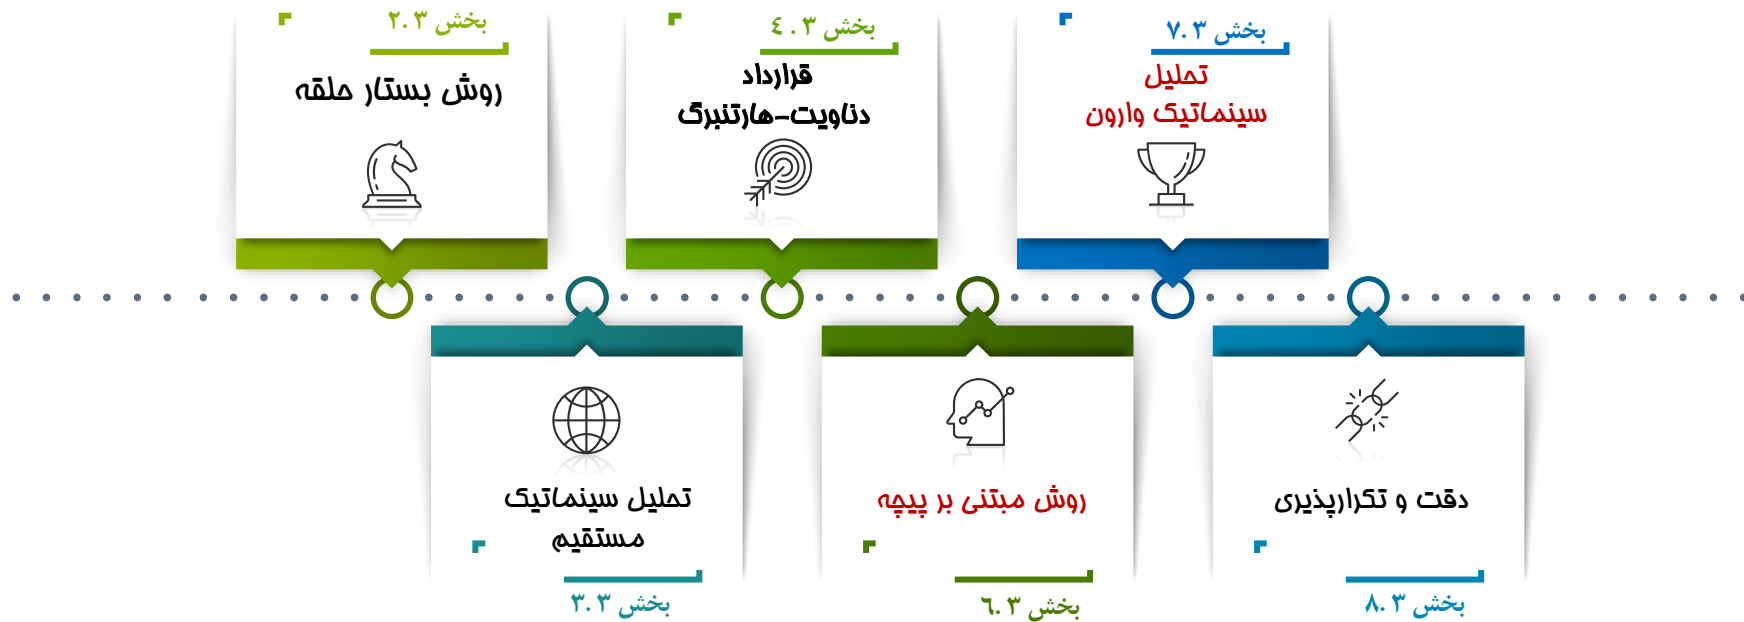 بخش ۲.۳
روش بستار حلقه
بخش ۳.۳
تحلیل سینماتیک
مستقیم
بخش ٤.۳
قرارداد
دناویت-هارتنبرگ
بخش ٦.۳
روش مبتنی بر پیچه
بخش ۷.۳
تحلیل
سینماتیک وارون
بخش ۸.۳
دقت و تکرارپذیری